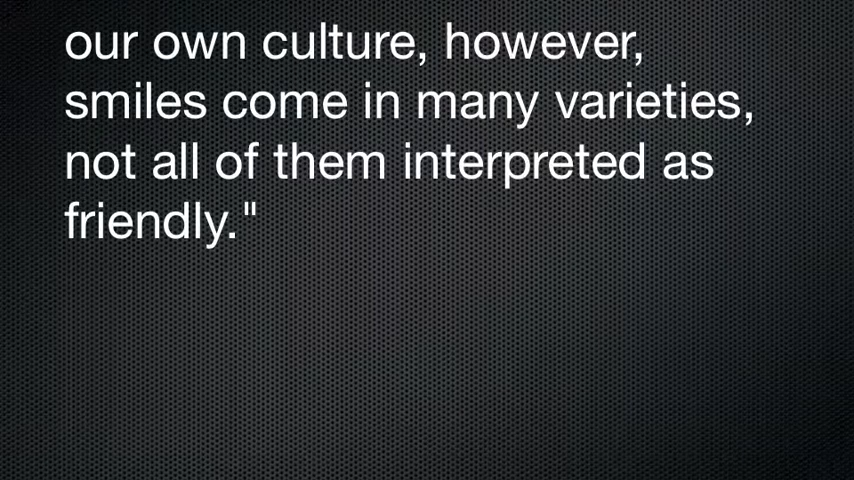 our own culture, however,
smiles come in many varieties,
not all of them interpreted as
friendly."